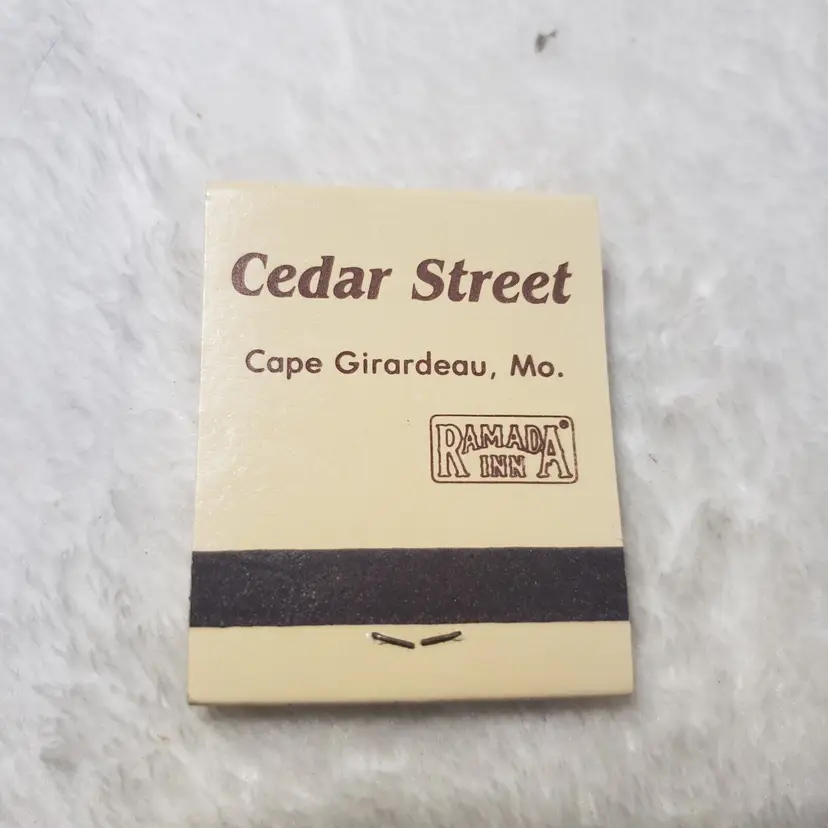 Cedar Street
Cape Girardeau, Mo.
RAMADA®
INN